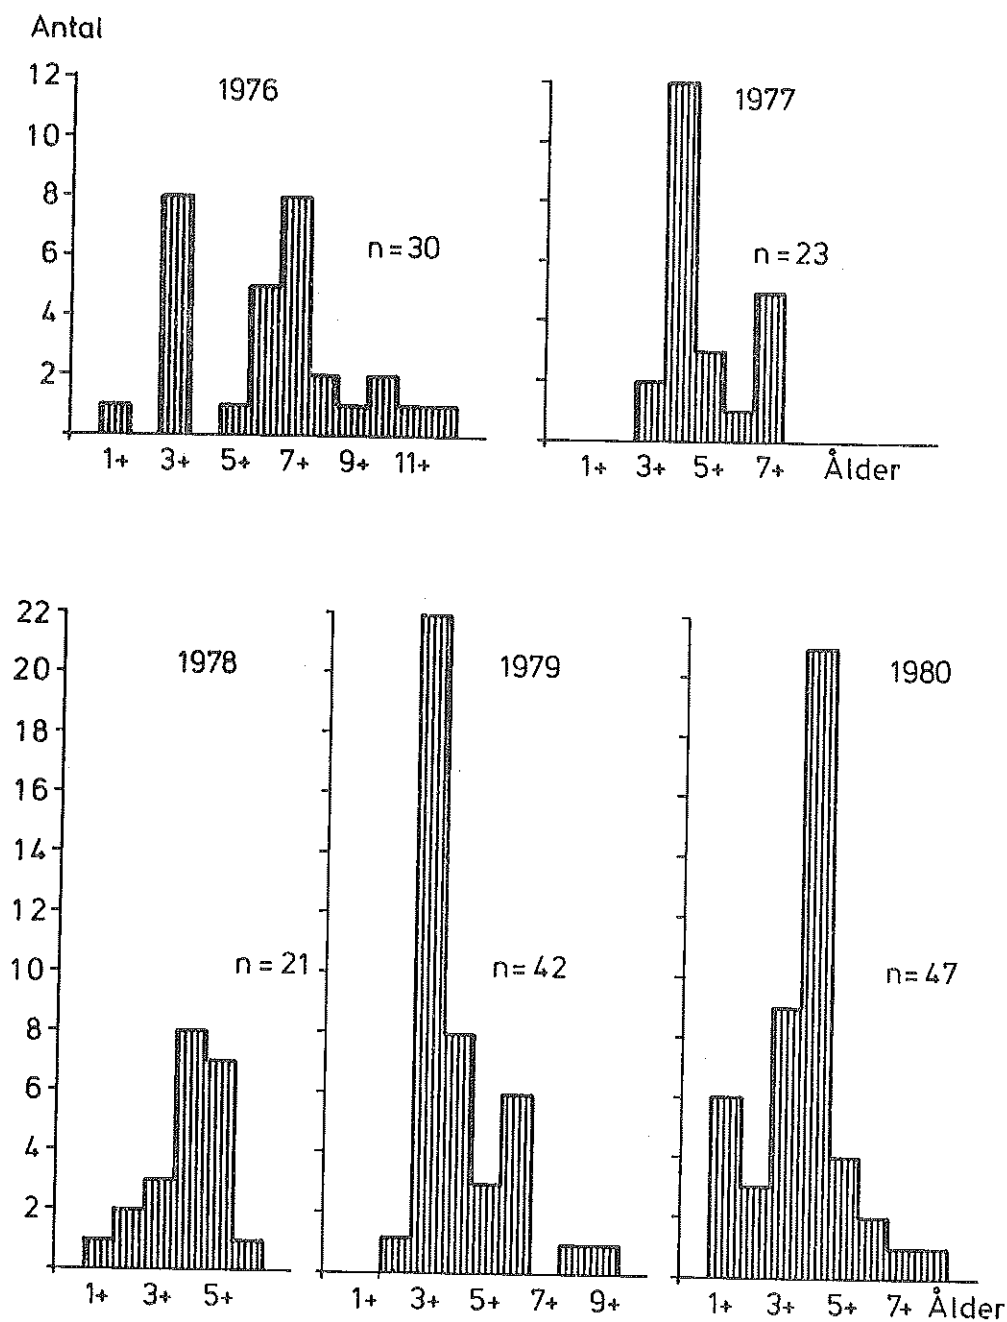 Antal
12
1976
1977
10
8
6
n=30
n=23
4
2
1+ 3+ 5+ 7+ 9+ 11+
1+ 3+ 5+ 7+ Ålder
22
20
1978
1979
1980
18
16
14
12
10
n=21
n=42
n=47
8
6
4
2
1+ 3+ 5+
1+ 3+ 5+ 7+ 9+
1+ 3+ 5+ 7+ Ålder